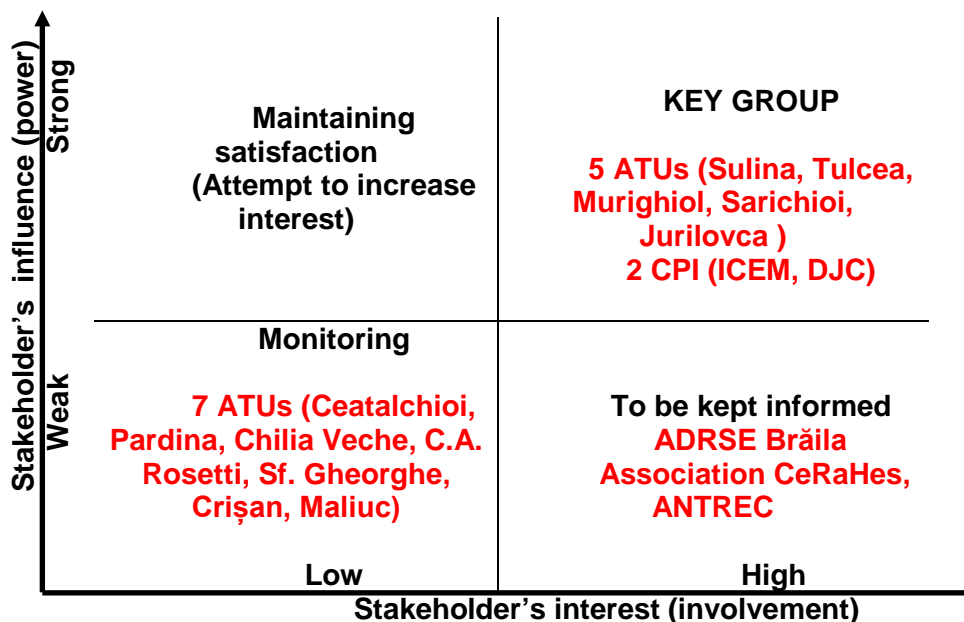 Stakeholder’s influence (power)
Strong
Weak
Maintaining
satisfaction
(Attempt to increase
interest)
KEY GROUP
5 ATUs (Sulina, Tulcea,
Murighiol, Sarichioi,
Jurilovca )
2 CPI (ICEM, DJC)
Monitoring
7 ATUs (Ceatalchioi,
Pardina, Chilia Veche, C.A.
Rosetti, Sf. Gheorghe,
Crișan, Maliuc)
To be kept informed
ADRSE Brăila
Association CeRaHes,
ANTREC
Low
High
Stakeholder’s interest (involvement)